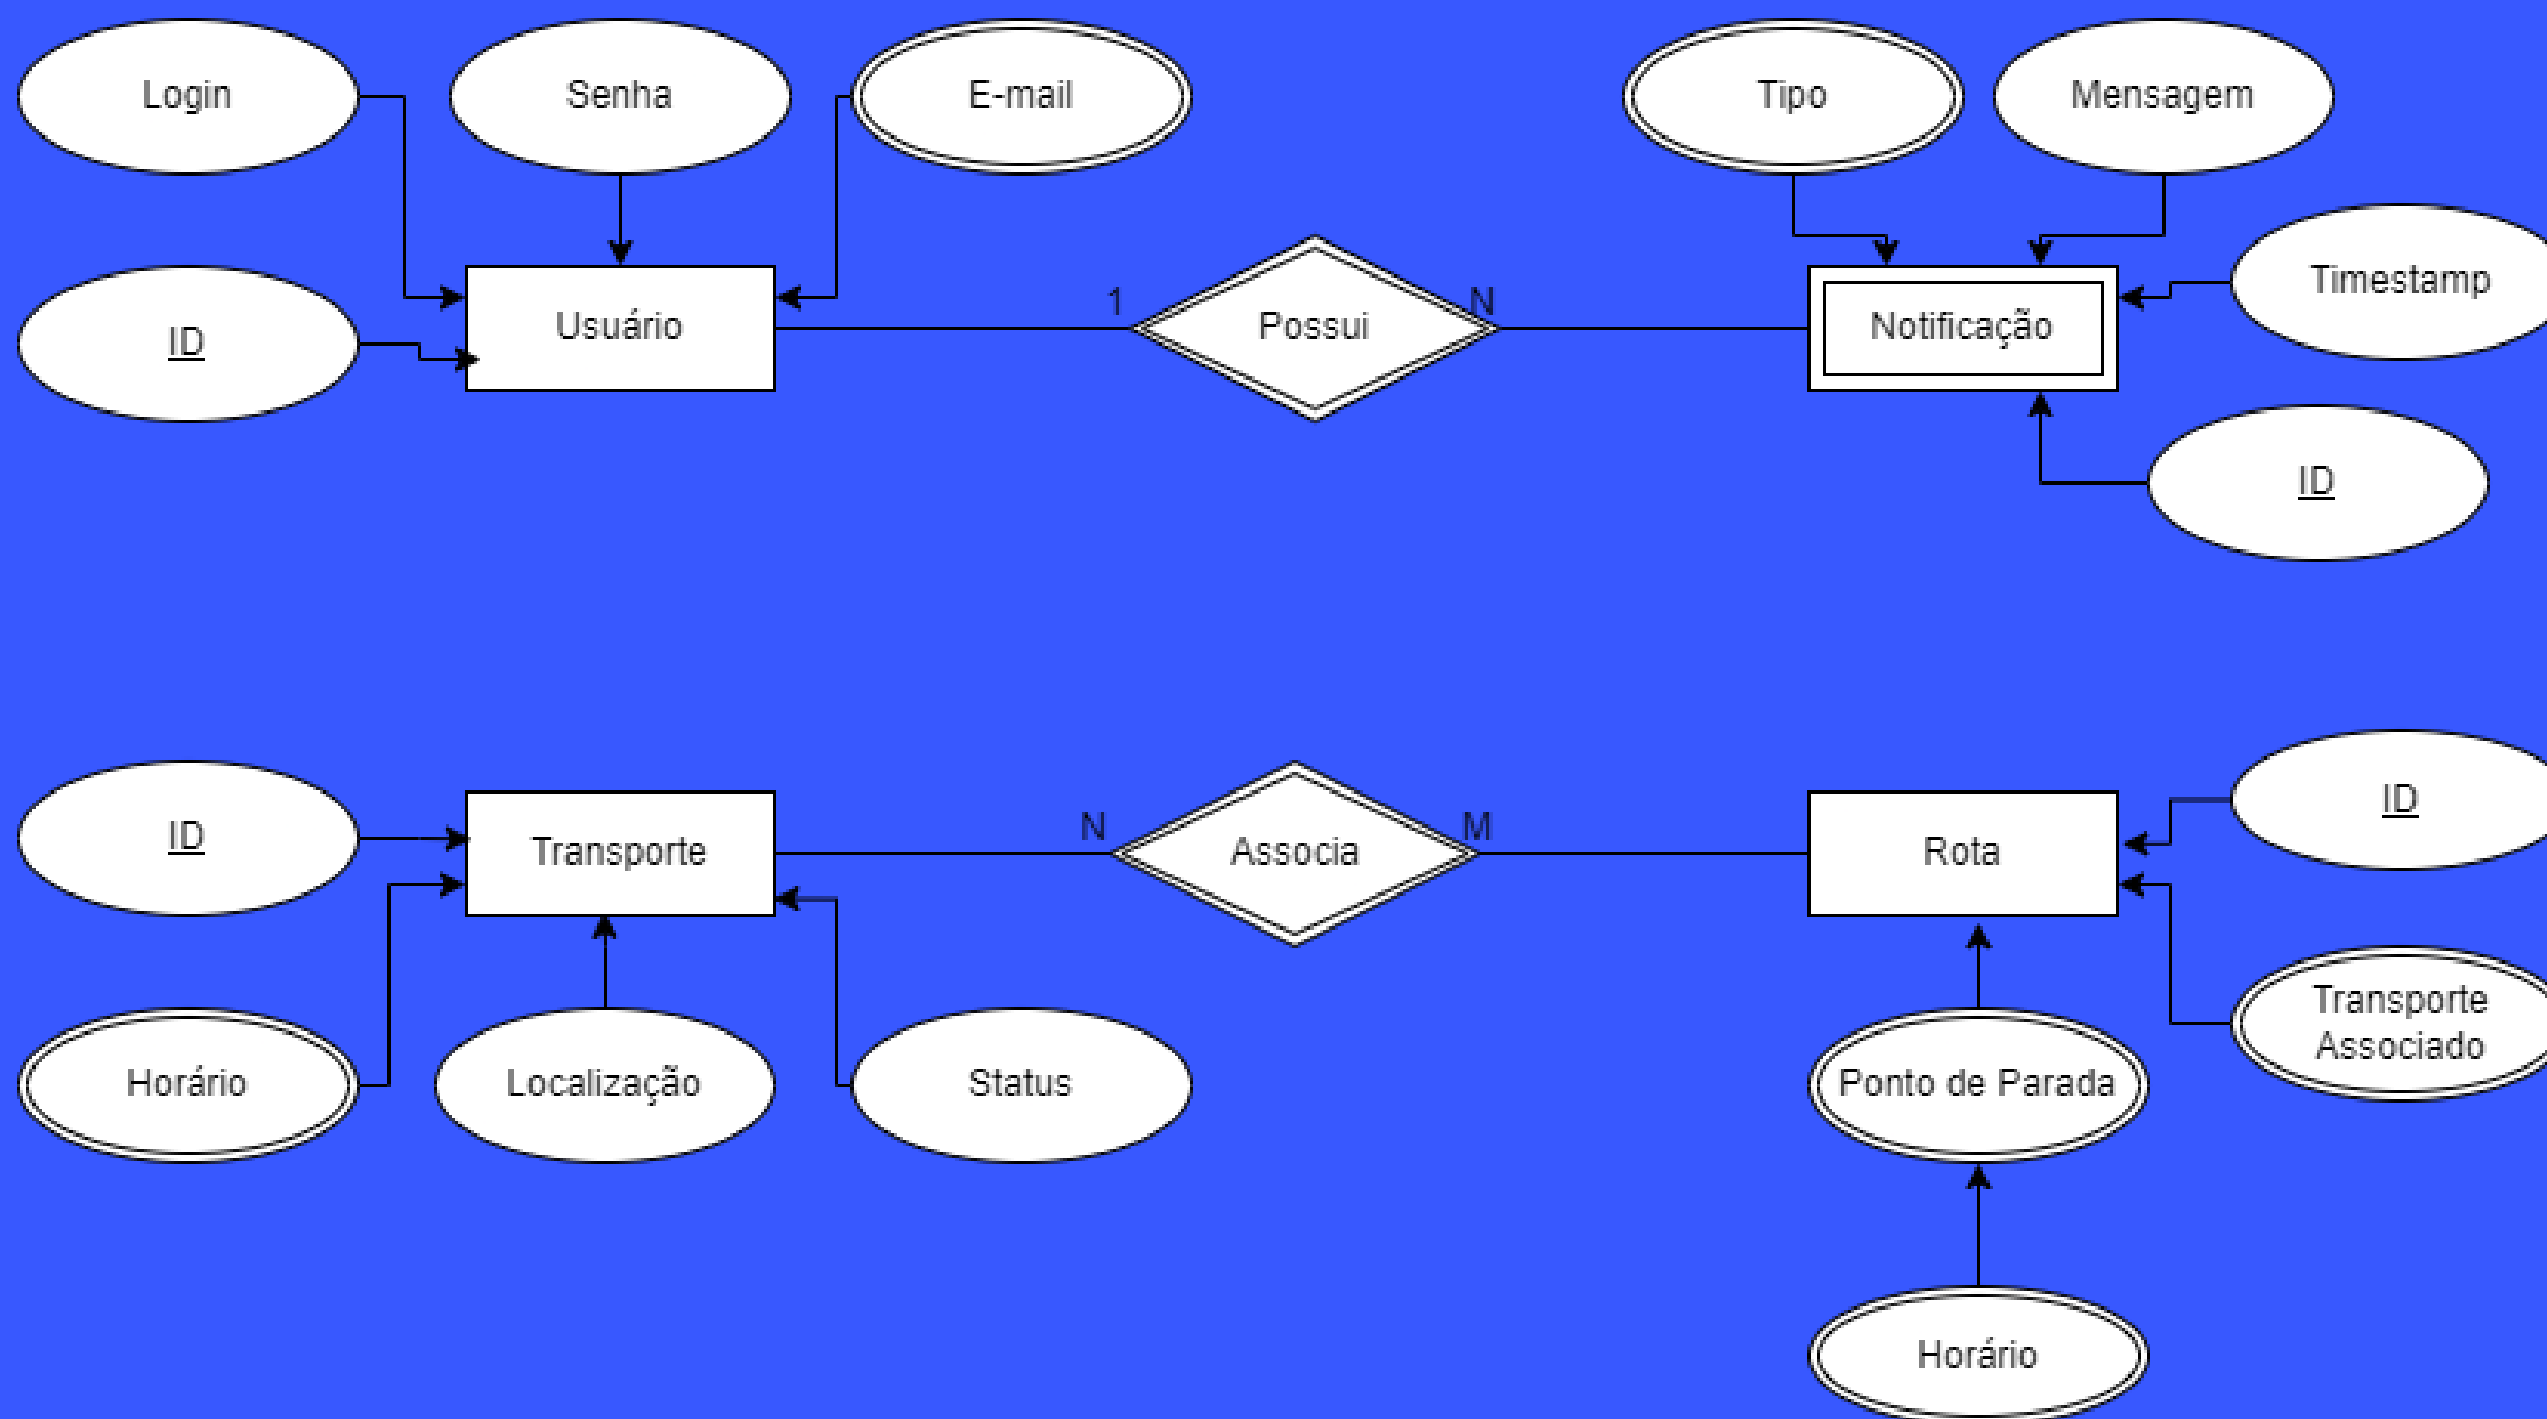 Login
Senha
E-mail
Tipo
Mensagem
Timestamp
ID
Usuário
1
Possui
N
Notificação
ID
ID
Transporte
N
Associa
M
Rota
ID
Horário
Localização
Status
Ponto de Parada
Transporte
Associado
Horário